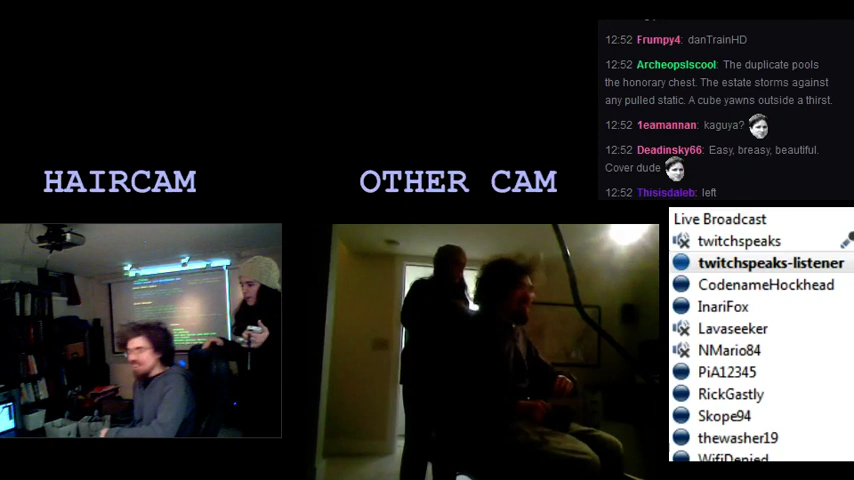 12:52 Frumpy4: danTrainHD
12:52 ArcheopsIscool: The duplicate pools
the honorary chest. The estate storms against
any pulled static. A cube yawns outside a thirst.
12:52 1eamannan: kaguya?
12:52 Deadinsky66: Easy, breasy, beautiful.
Cover dude
12:52 Thisisdaleb: left
HAIRCAM
OTHER CAM
Live Broadcast
twitchspeaks
twitchspeaks-listener
CodenameHockhead
InariFox
Lavaseeker
NMario84
PiA12345
RickGastly
Skope94
thewasher19
WifiDenied